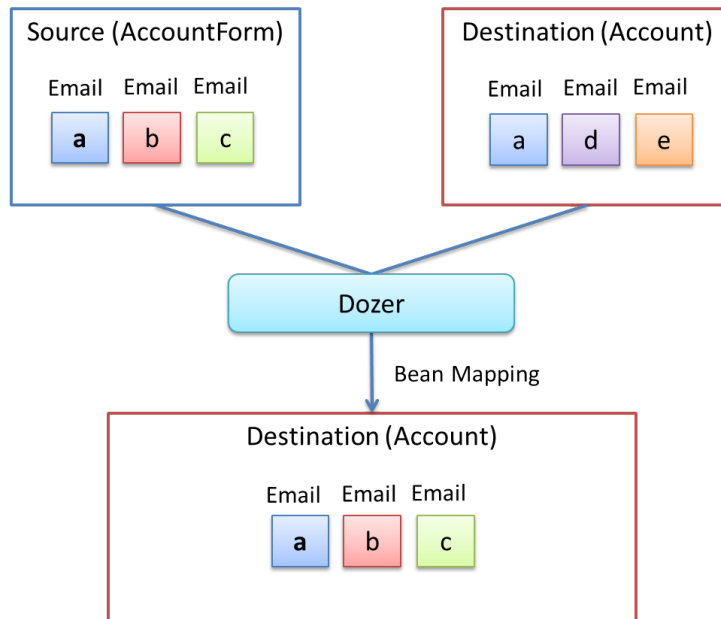 Source (AccountForm)
Email Email Email
a b c
Destination (Account)
Email Email Email
a d e
Dozer
Bean Mapping
Destination (Account)
Email Email Email
a b c